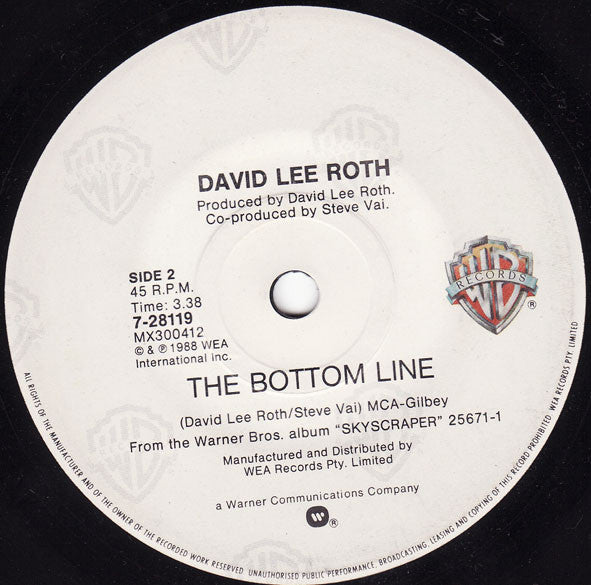 DAVID LEE ROTH
Produced by David Lee Roth.
Co-produced by Steve Vai.
SIDE 2
45 R.P.M.
Time: 3.38
7-28119
MX300412
© & ℗ 1988 WEA
International Inc.
WB
RECORDS
®
THE BOTTOM LINE
(David Lee Roth/Steve Vai) MCA-Gilbey
From the Warner Bros. album "SKYSCRAPER" 25671-1
Manufactured and Distributed by
WEA Records Pty. Limited
a Warner Communications Company
®
ALL RIGHTS OF THE MANUFACTURER AND OF THE OWNER OF THE RECORDED WORK RESERVED UNAUTHORISED PUBLIC PERFORMANCE, BROADCASTING, LEASING AND COPYING OF THIS RECORD PROHIBITED WEA RECORDS PTY. LIMITED